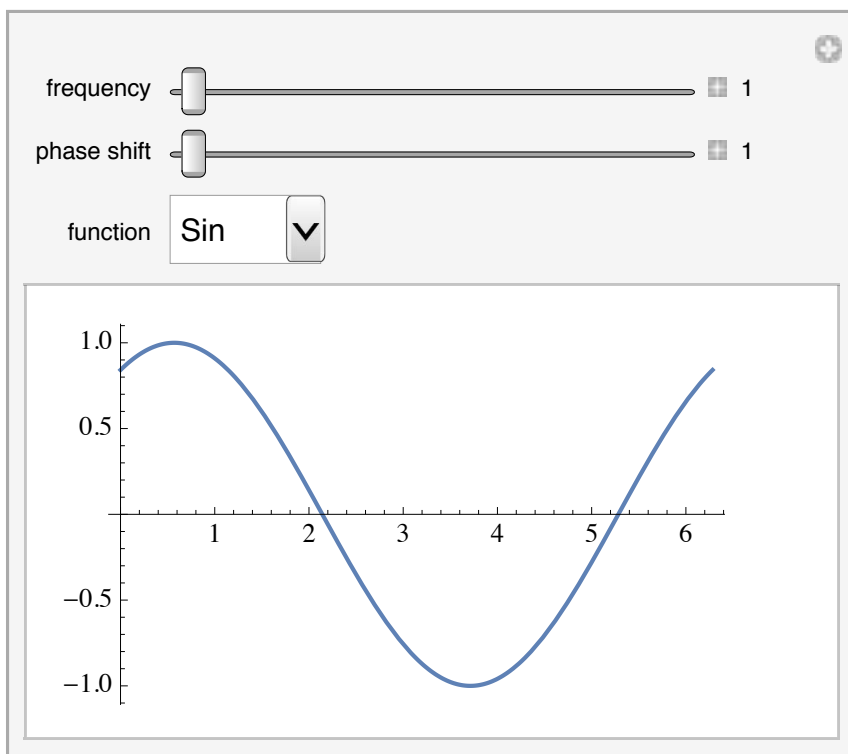 frequency 1
phase shift 1
function Sin
1.0
0.5
1 2 3 4 5 6
−0.5
−1.0